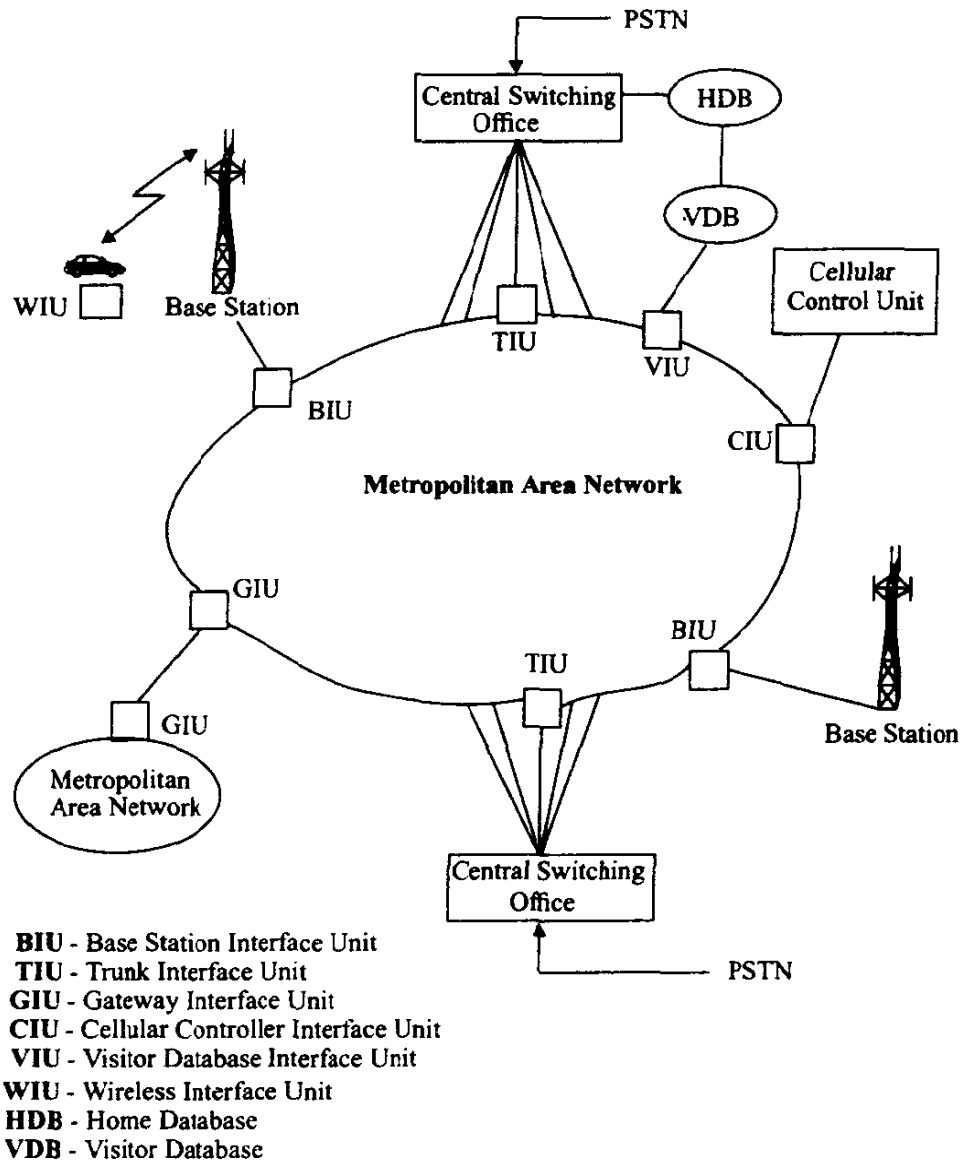 PSTN
Central Switching
Office
HDB
VDB
Cellular
Control Unit
WIU
Base Station
TIU
VIU
BIU
CIU
Metropolitan Area Network
GIU
BIU
TIU
GIU
Base Station
Metropolitan
Area Network
Central Switching
Office
PSTN
BIU - Base Station Interface Unit
TIU - Trunk Interface Unit
GIU - Gateway Interface Unit
CIU - Cellular Controller Interface Unit
VIU - Visitor Database Interface Unit
WIU - Wireless Interface Unit
HDB - Home Database
VDB - Visitor Database